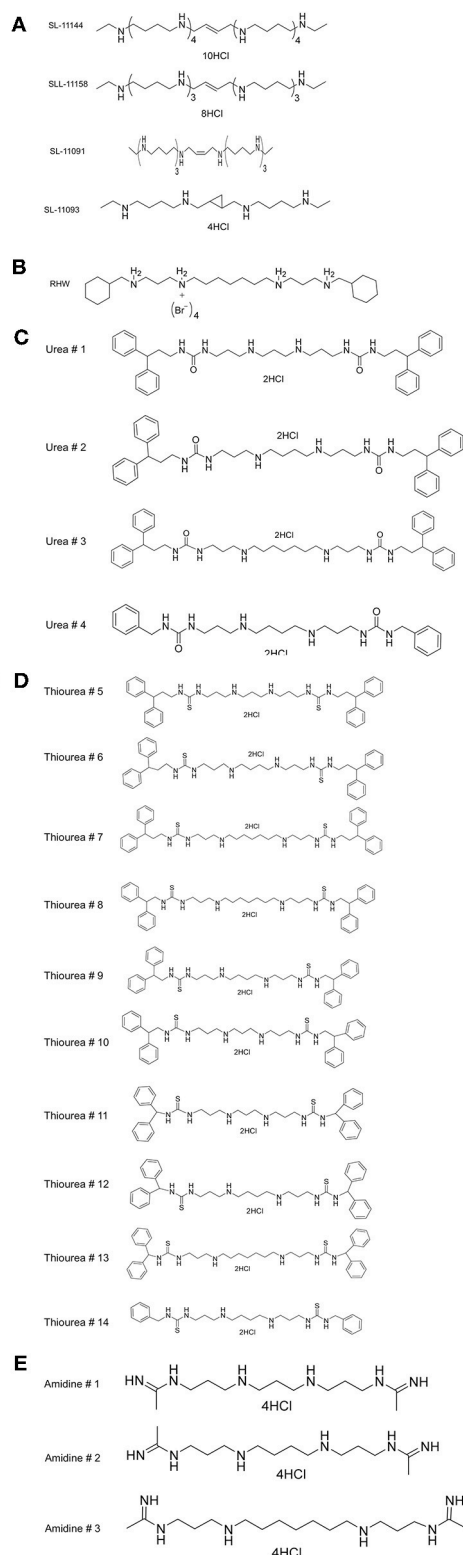 A
SL-11144
10HCl
SLL-11158
8HCl
SL-11091
SL-11093
4HCl
B
RHW
C
Urea # 1
2HCl
Urea # 2
2HCl
Urea # 3
2HCl
Urea # 4
2HCl
D
Thiourea # 5
2HCl
Thiourea # 6
2HCl
Thiourea # 7
2HCl
Thiourea # 8
2HCl
Thiourea # 9
2HCl
Thiourea # 10
2HCl
Thiourea # 11
2HCl
Thiourea # 12
2HCl
Thiourea # 13
2HCl
Thiourea # 14
2HCl
E
Amidine # 1
4HCl
Amidine # 2
4HCl
Amidine # 3
4HCl